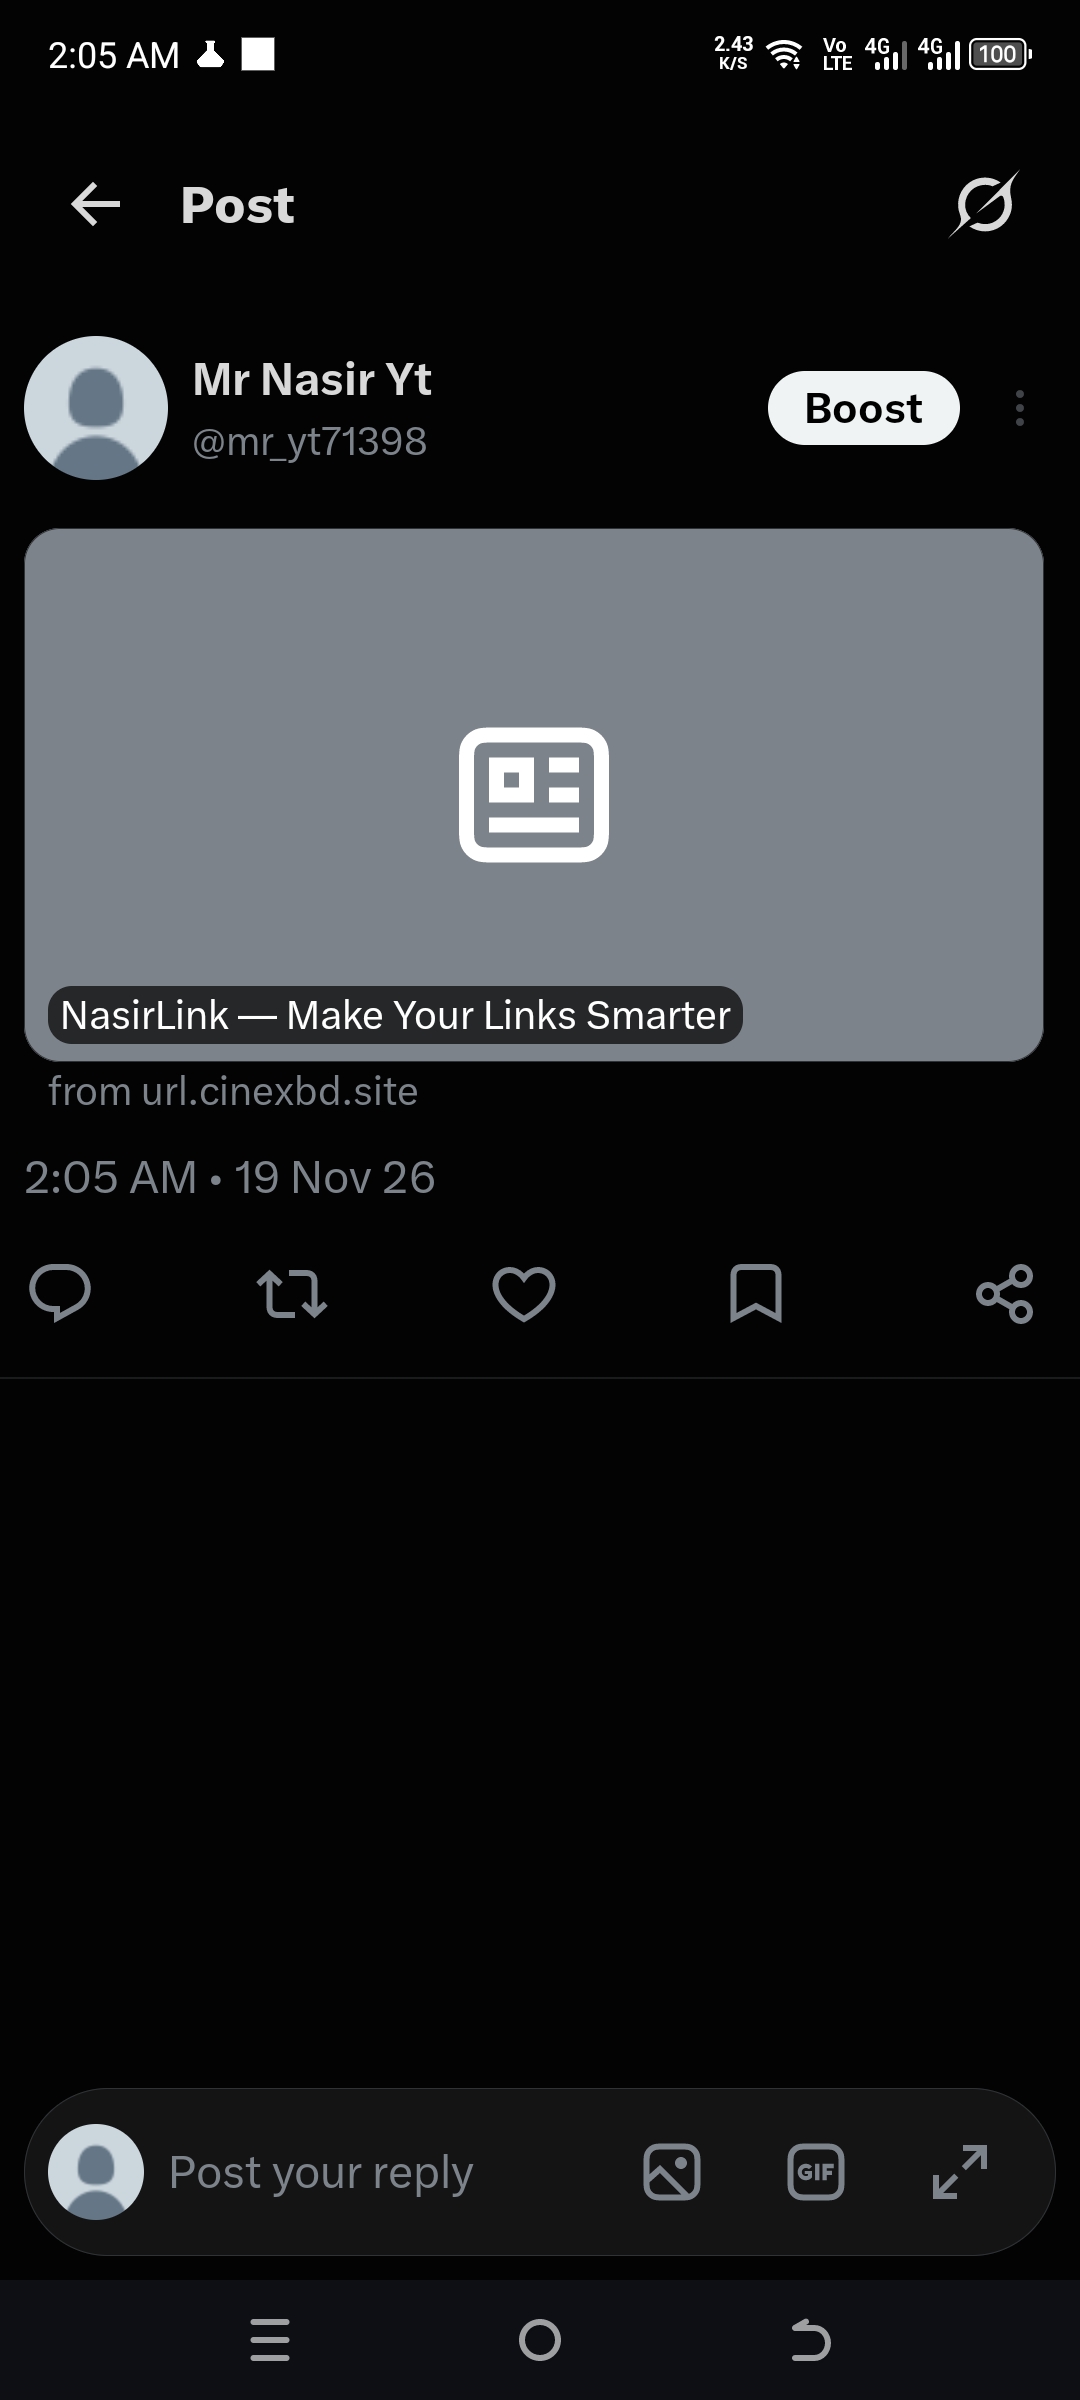 2:05 AM
2.43 K/S
Vo LTE
4G
4G
100
Post
Mr Nasir Yt
@mr_yt71398
Boost
NasirLink — Make Your Links Smarter
from url.cinexbd.site
2:05 AM • 19 Nov 26
Post your reply
GIF